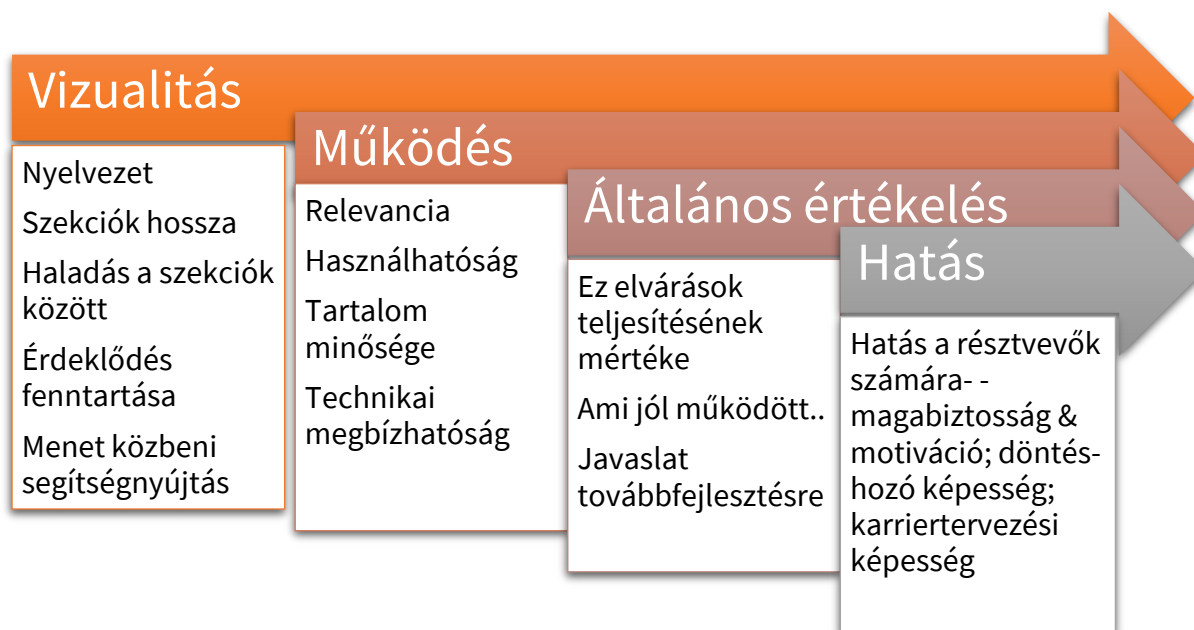 Vizualitás
Nyelvezet
Szekciók hossza
Haladás a szekciók
között
Érdeklődés
fenntartása
Menet közbeni
segítségnyújtás
Működés
Relevancia
Használhatóság
Tartalom
minősége
Technikai
megbízhatóság
Általános értékelés
Ez elvárások
teljesítésének
mértéke
Ami jól működött..
Javaslat
továbbfejlesztésre
Hatás
Hatás a résztvevők
számára- -
magabiztosság &
motiváció; döntés-
hozó képesség;
karriertervezési
képesség